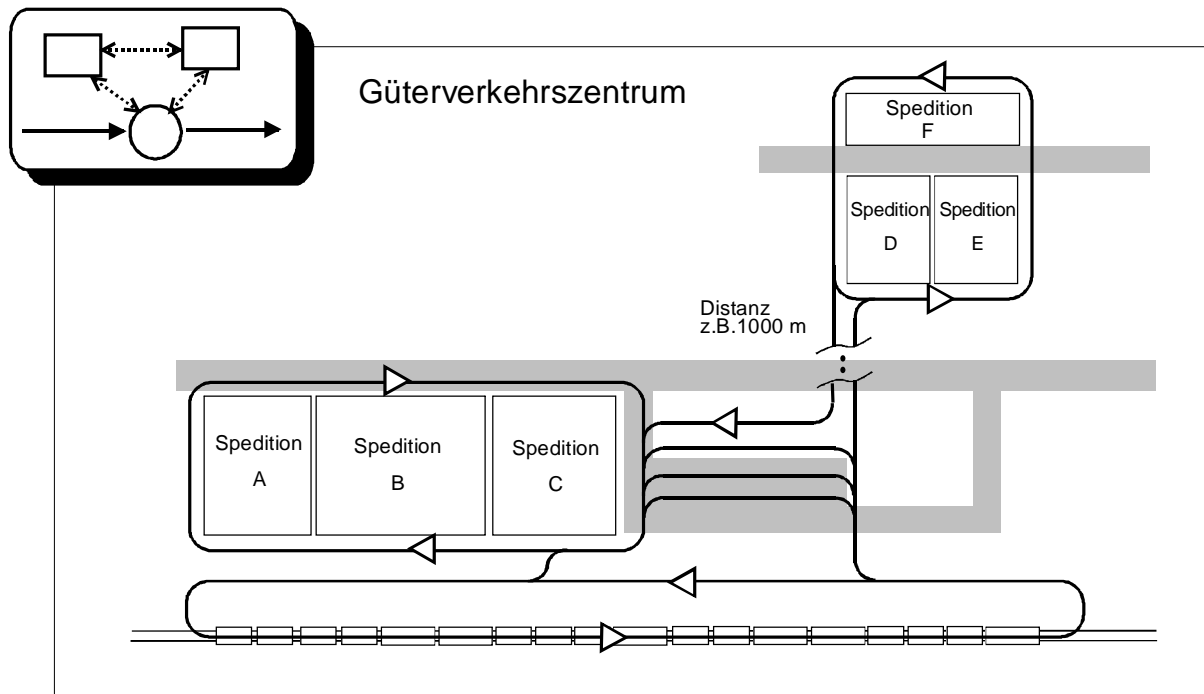 Güterverkehrszentrum
Spedition
F
Spedition
D
Spedition
E
Distanz
z.B.1000 m
Spedition
A
Spedition
B
Spedition
C